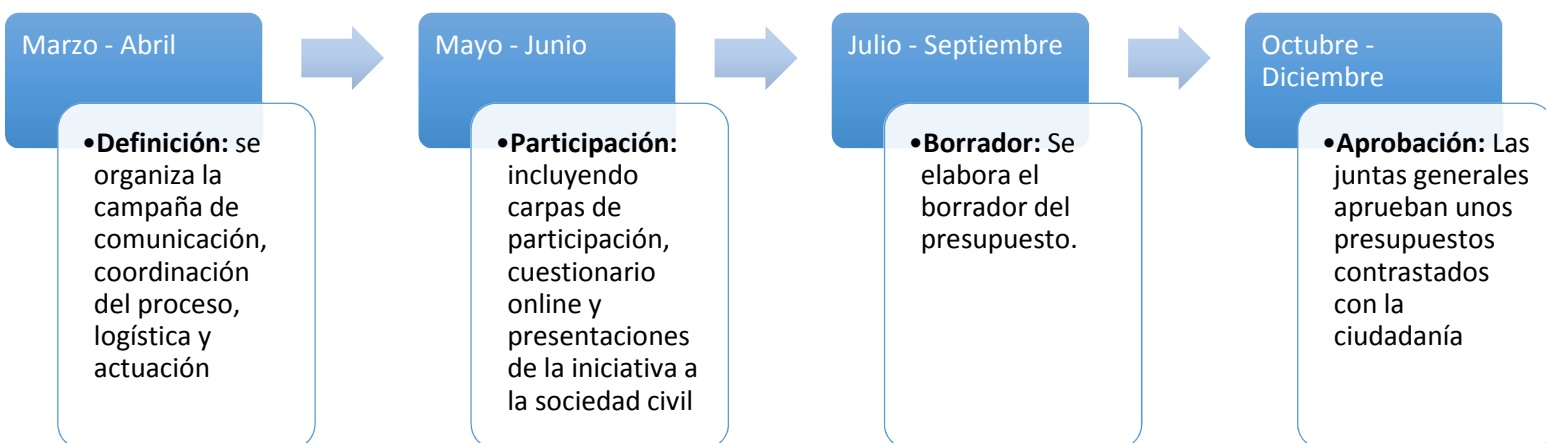 Marzo - Abril
•Definición: se
organiza la
campaña de
comunicación,
coordinación
del proceso,
logística y
actuación
Mayo - Junio
•Participación:
incluyendo
carpas de
participación,
cuestionario
online y
presentaciones
de la iniciativa a
la sociedad civil
Julio - Septiembre
•Borrador: Se
elabora el
borrador del
presupuesto.
Octubre -
Diciembre
•Aprobación: Las
juntas generales
aprueban unos
presupuestos
contrastados
con la
ciudadanía